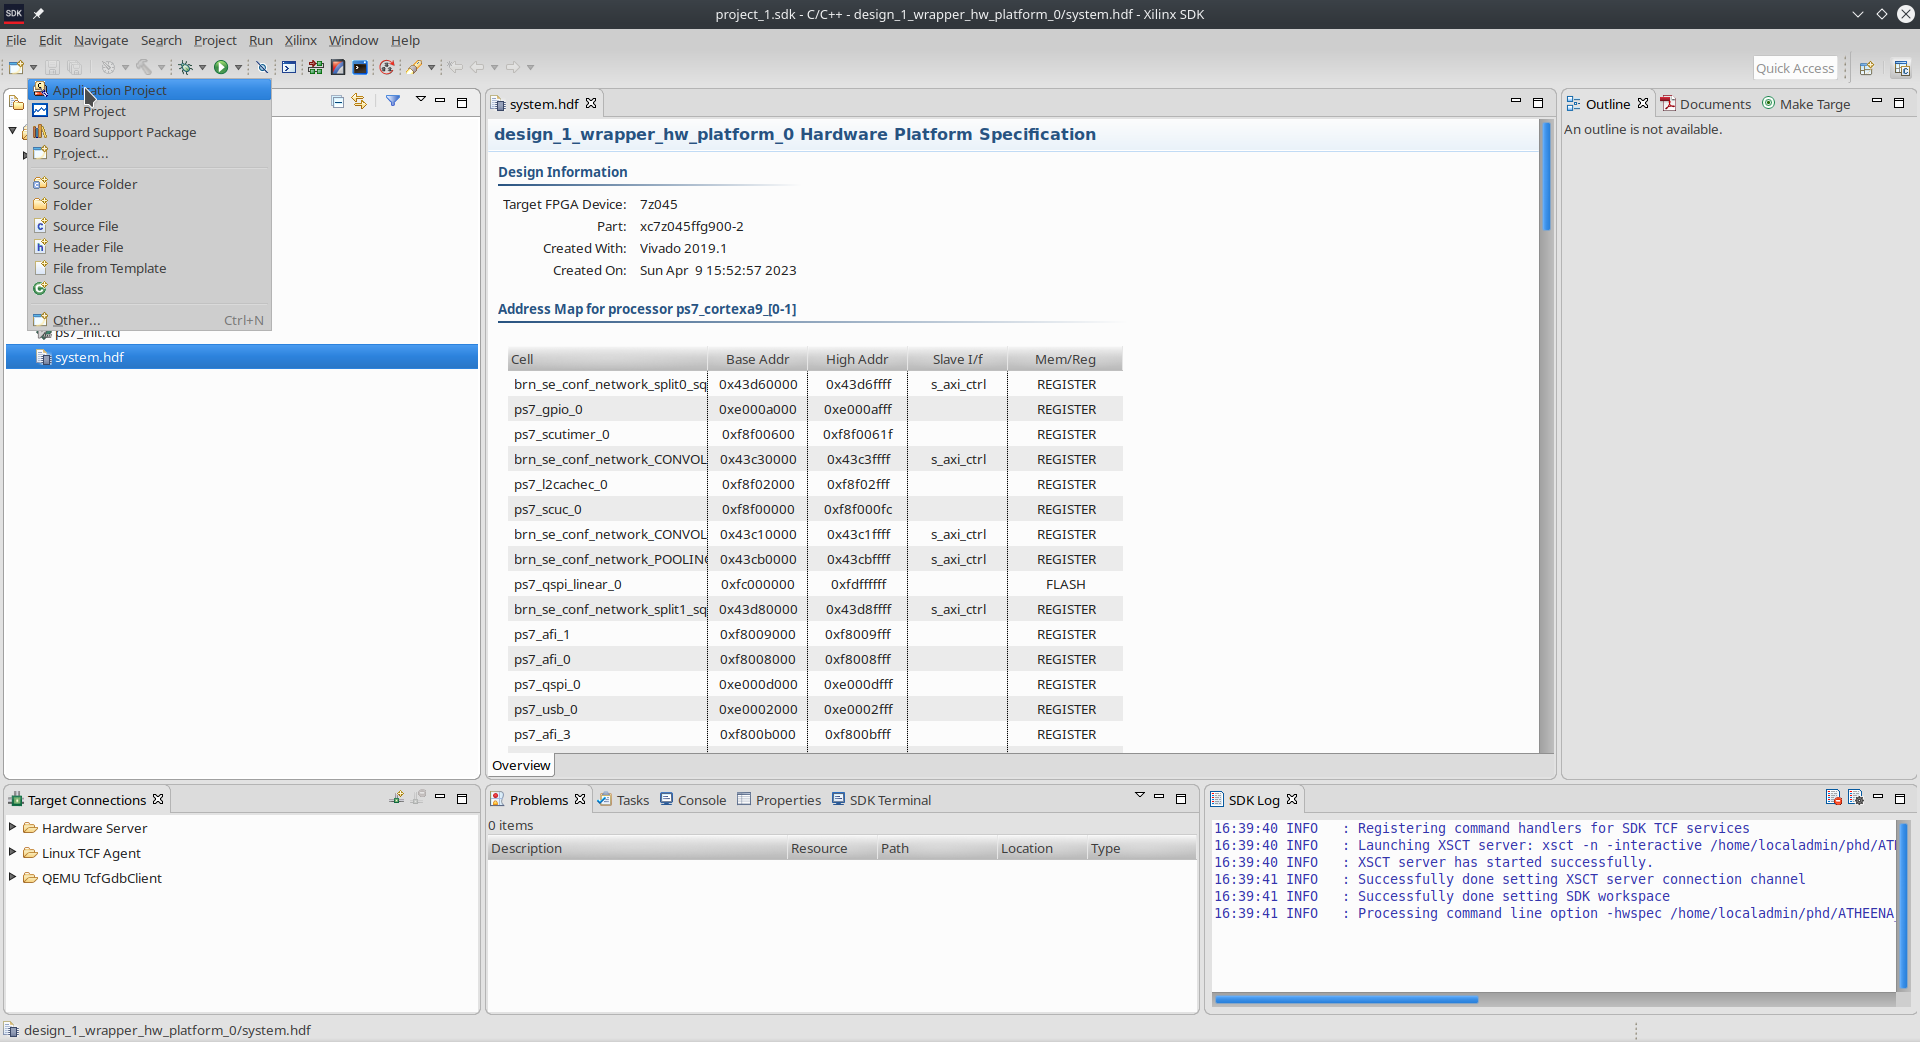 SDK
project_1.sdk - C/C++ - design_1_wrapper_hw_platform_0/system.hdf - Xilinx SDK
File Edit Navigate Search Project Run Xilinx Window Help
Quick Access
Application Project
SPM Project
Board Support Package
Project...
Source Folder
Folder
Source File
Header File
File from Template
Class
Other... Ctrl+N
ps7_init.tcl
system.hdf
system.hdf
design_1_wrapper_hw_platform_0 Hardware Platform Specification
Design Information
Target FPGA Device: 7z045
Part: xc7z045ffg900-2
Created With: Vivado 2019.1
Created On: Sun Apr 9 15:52:57 2023
Address Map for processor ps7_cortexa9_[0-1]
Cell Base Addr High Addr Slave I/f Mem/Reg
brn_se_conf_network_split0_sq 0x43d60000 0x43d6ffff s_axi_ctrl REGISTER
ps7_gpio_0 0xe000a000 0xe000afff REGISTER
ps7_scutimer_0 0xf8f00600 0xf8f0061f REGISTER
brn_se_conf_network_CONVOL 0x43c30000 0x43c3ffff s_axi_ctrl REGISTER
ps7_l2cachec_0 0xf8f02000 0xf8f02fff REGISTER
ps7_scuc_0 0xf8f00000 0xf8f000fc REGISTER
brn_se_conf_network_CONVOL 0x43c10000 0x43c1ffff s_axi_ctrl REGISTER
brn_se_conf_network_POOLING 0x43cb0000 0x43cbffff s_axi_ctrl REGISTER
ps7_qspi_linear_0 0xfc000000 0xfdffffff FLASH
brn_se_conf_network_split1_sq 0x43d80000 0x43d8ffff s_axi_ctrl REGISTER
ps7_afi_1 0xf8009000 0xf8009fff REGISTER
ps7_afi_0 0xf8008000 0xf8008fff REGISTER
ps7_qspi_0 0xe000d000 0xe000dfff REGISTER
ps7_usb_0 0xe0002000 0xe0002fff REGISTER
ps7_afi_3 0xf800b000 0xf800bfff REGISTER
Overview
Outline Documents Make Targe
An outline is not available.
Target Connections
Hardware Server
Linux TCF Agent
QEMU TcfGdbClient
Problems Tasks Console Properties SDK Terminal
0 items
Description Resource Path Location Type
SDK Log
16:39:40 INFO : Registering command handlers for SDK TCF services
16:39:40 INFO : Launching XSCT server: xsct -n -interactive /home/localadmin/phd/ATH
16:39:40 INFO : XSCT server has started successfully.
16:39:41 INFO : Successfully done setting XSCT server connection channel
16:39:41 INFO : Successfully done setting SDK workspace
16:39:41 INFO : Processing command line option -hwspec /home/localadmin/phd/ATHEENA
design_1_wrapper_hw_platform_0/system.hdf